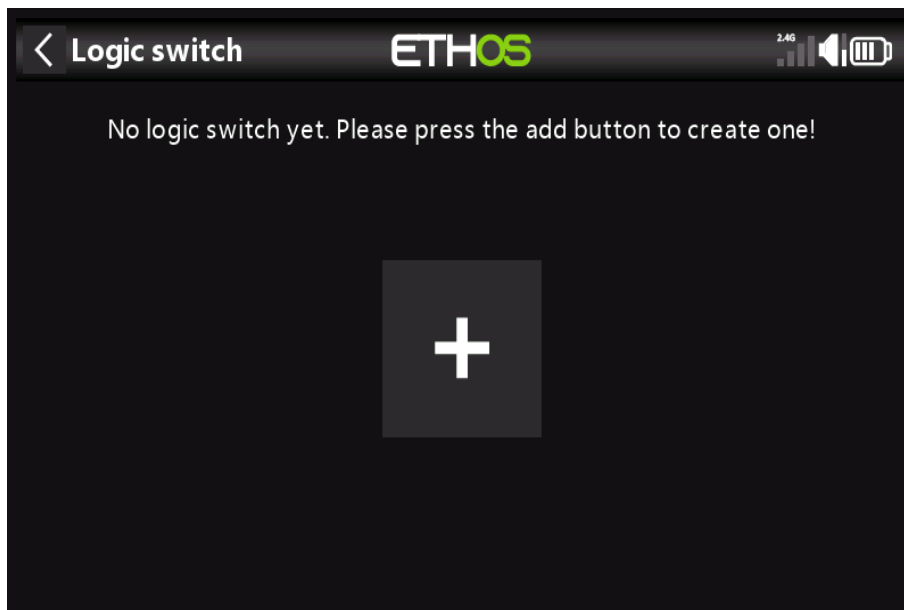 Logic switch
ETHOS
2.4G
No logic switch yet. Please press the add button to create one!